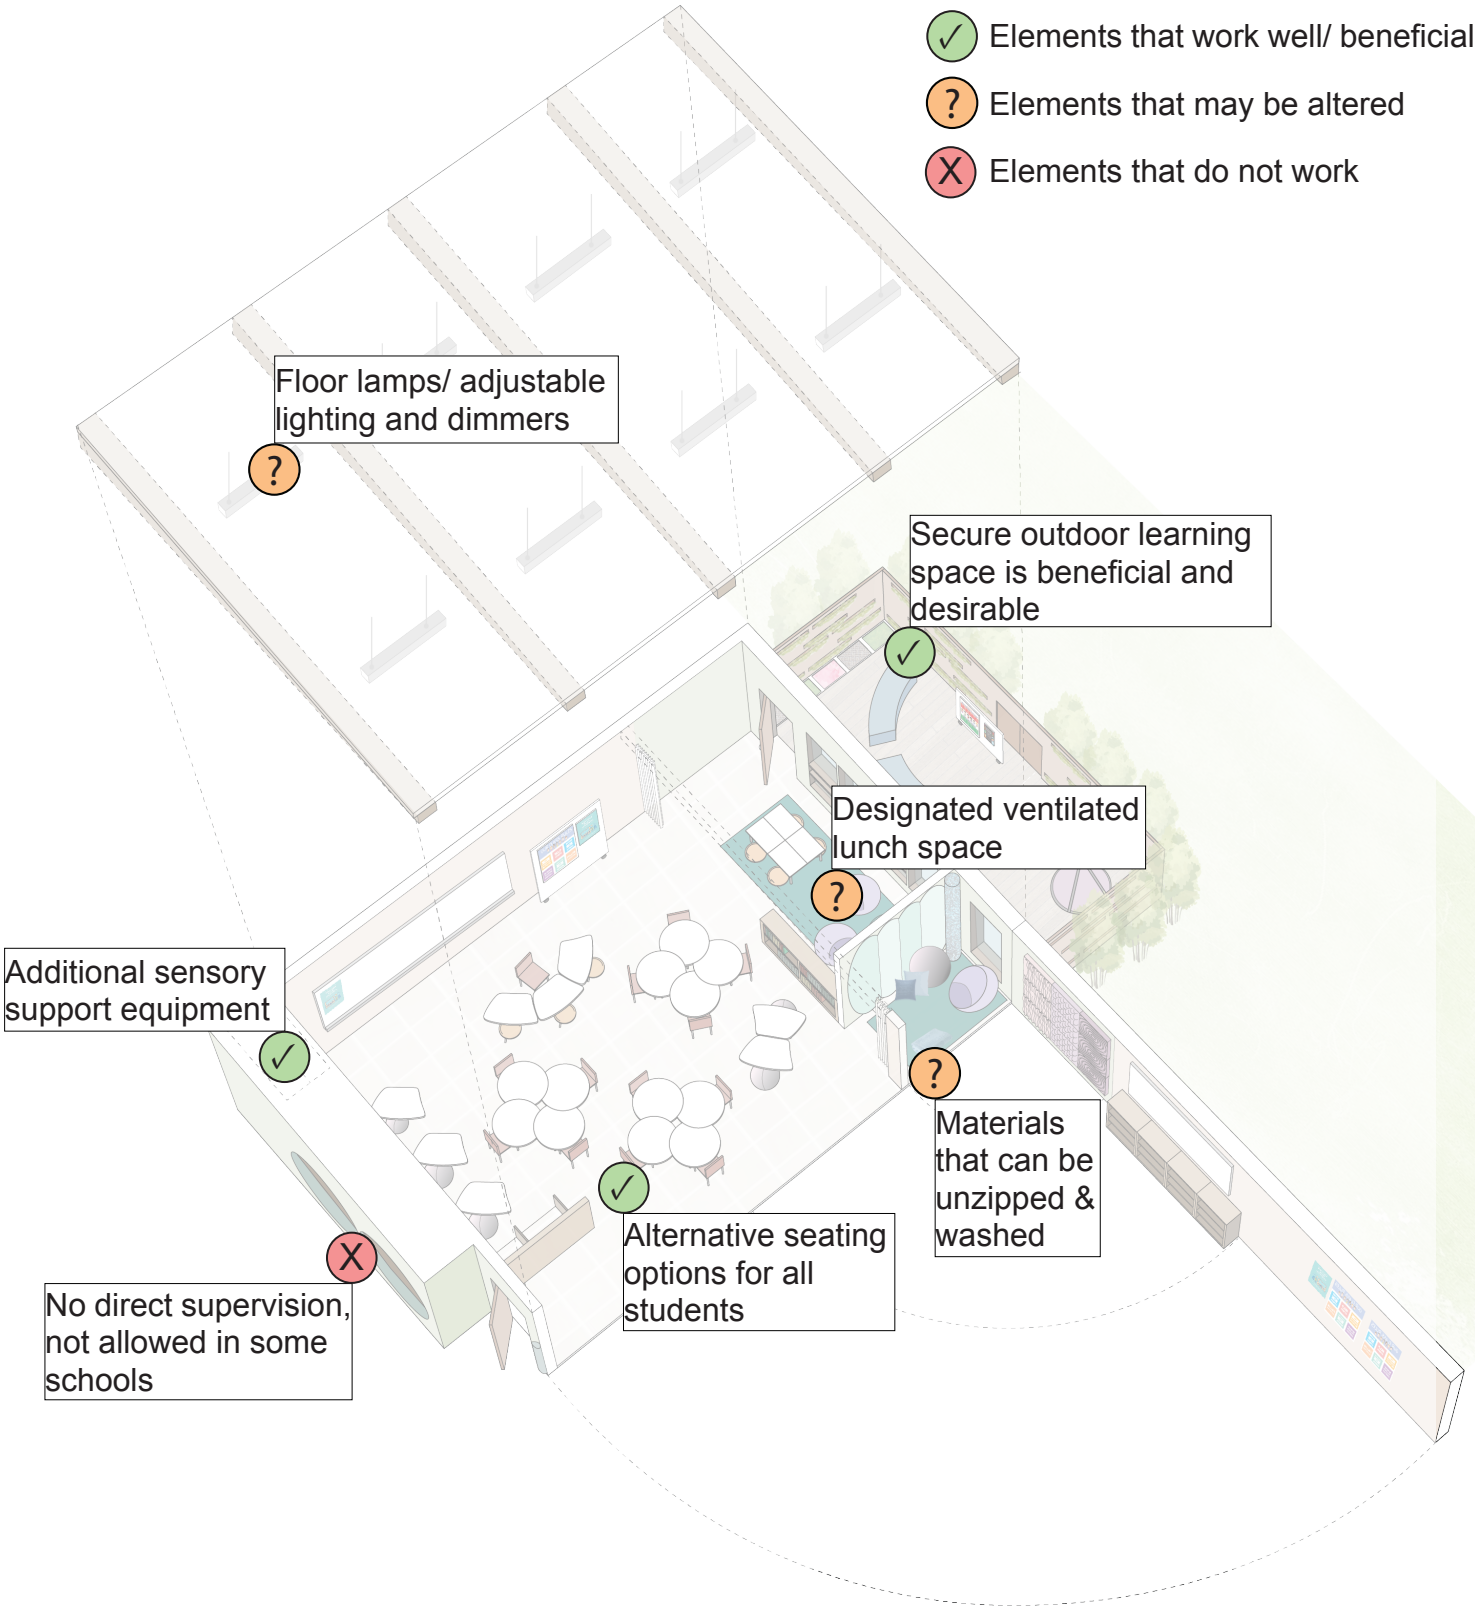 ✓ Elements that work well/ beneficial
? Elements that may be altered
X Elements that do not work
Floor lamps/ adjustable
lighting and dimmers
?
Secure outdoor learning
space is beneficial and
desirable
✓
Designated ventilated
lunch space
?
Additional sensory
support equipment
✓
?
Materials
that can be
unzipped &
washed
✓
Alternative seating
options for all
students
X
No direct supervision,
not allowed in some
schools